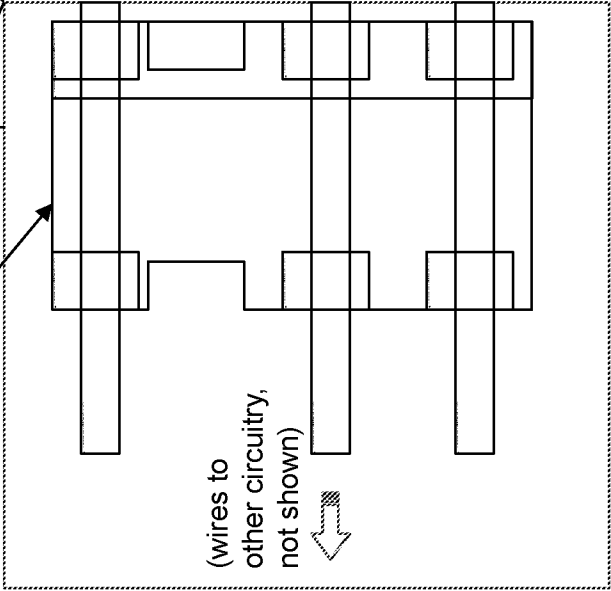 (wires to
other circuitry,
not shown)